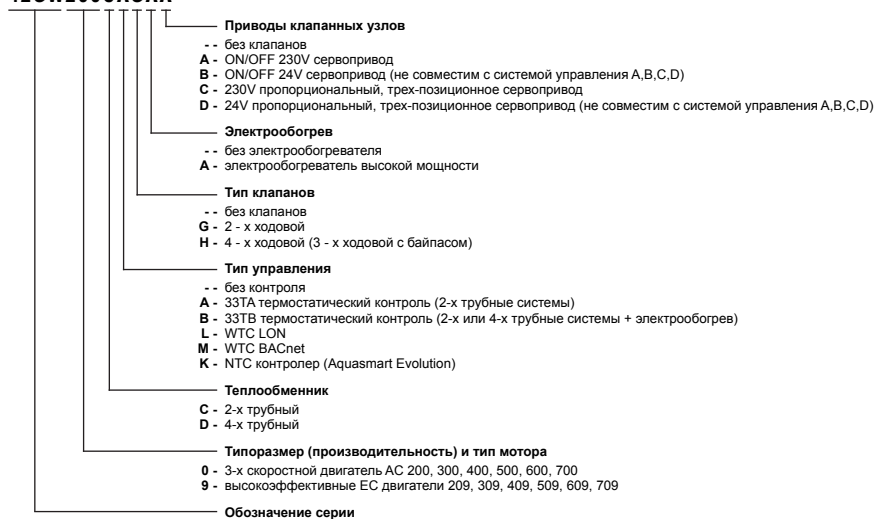 Приводы клапанных узлов
- - без клапанов
A - ON/OFF 230V сервопривод
B - ON/OFF 24V сервопривод (не совместим с системой управления A,B,C,D)
C - 230V пропорциональный, трех-позиционное сервопривод
D - 24V пропорциональный, трех-позиционное сервопривод (не совместим с системой управления A,B,C,D)
Электрообогрев
- - без электрообогревателя
A - электрообогреватель высокой мощности
Тип клапанов
- - без клапанов
G - 2 - х ходовой
H - 4 - х ходовой (3 - х ходовой с байпасом)
Тип управления
- - без контроля
A - 33TA термостатический контроль (2-х трубные системы)
B - 33TB термостатический контроль (2-х или 4-х трубные системы + электрообогрев)
L - WTC LON
M - WTC BACnet
K - NTC контролер (Aquasmart Evolution)
Теплообменник
C - 2-х трубный
D - 4-х трубный
Типоразмер (производительность) и тип мотора
0 - 3-х скоростной двигатель AC 200, 300, 400, 500, 600, 700
9 - высокоэффективные EC двигатели 209, 309, 409, 509, 609, 709
Обозначение серии